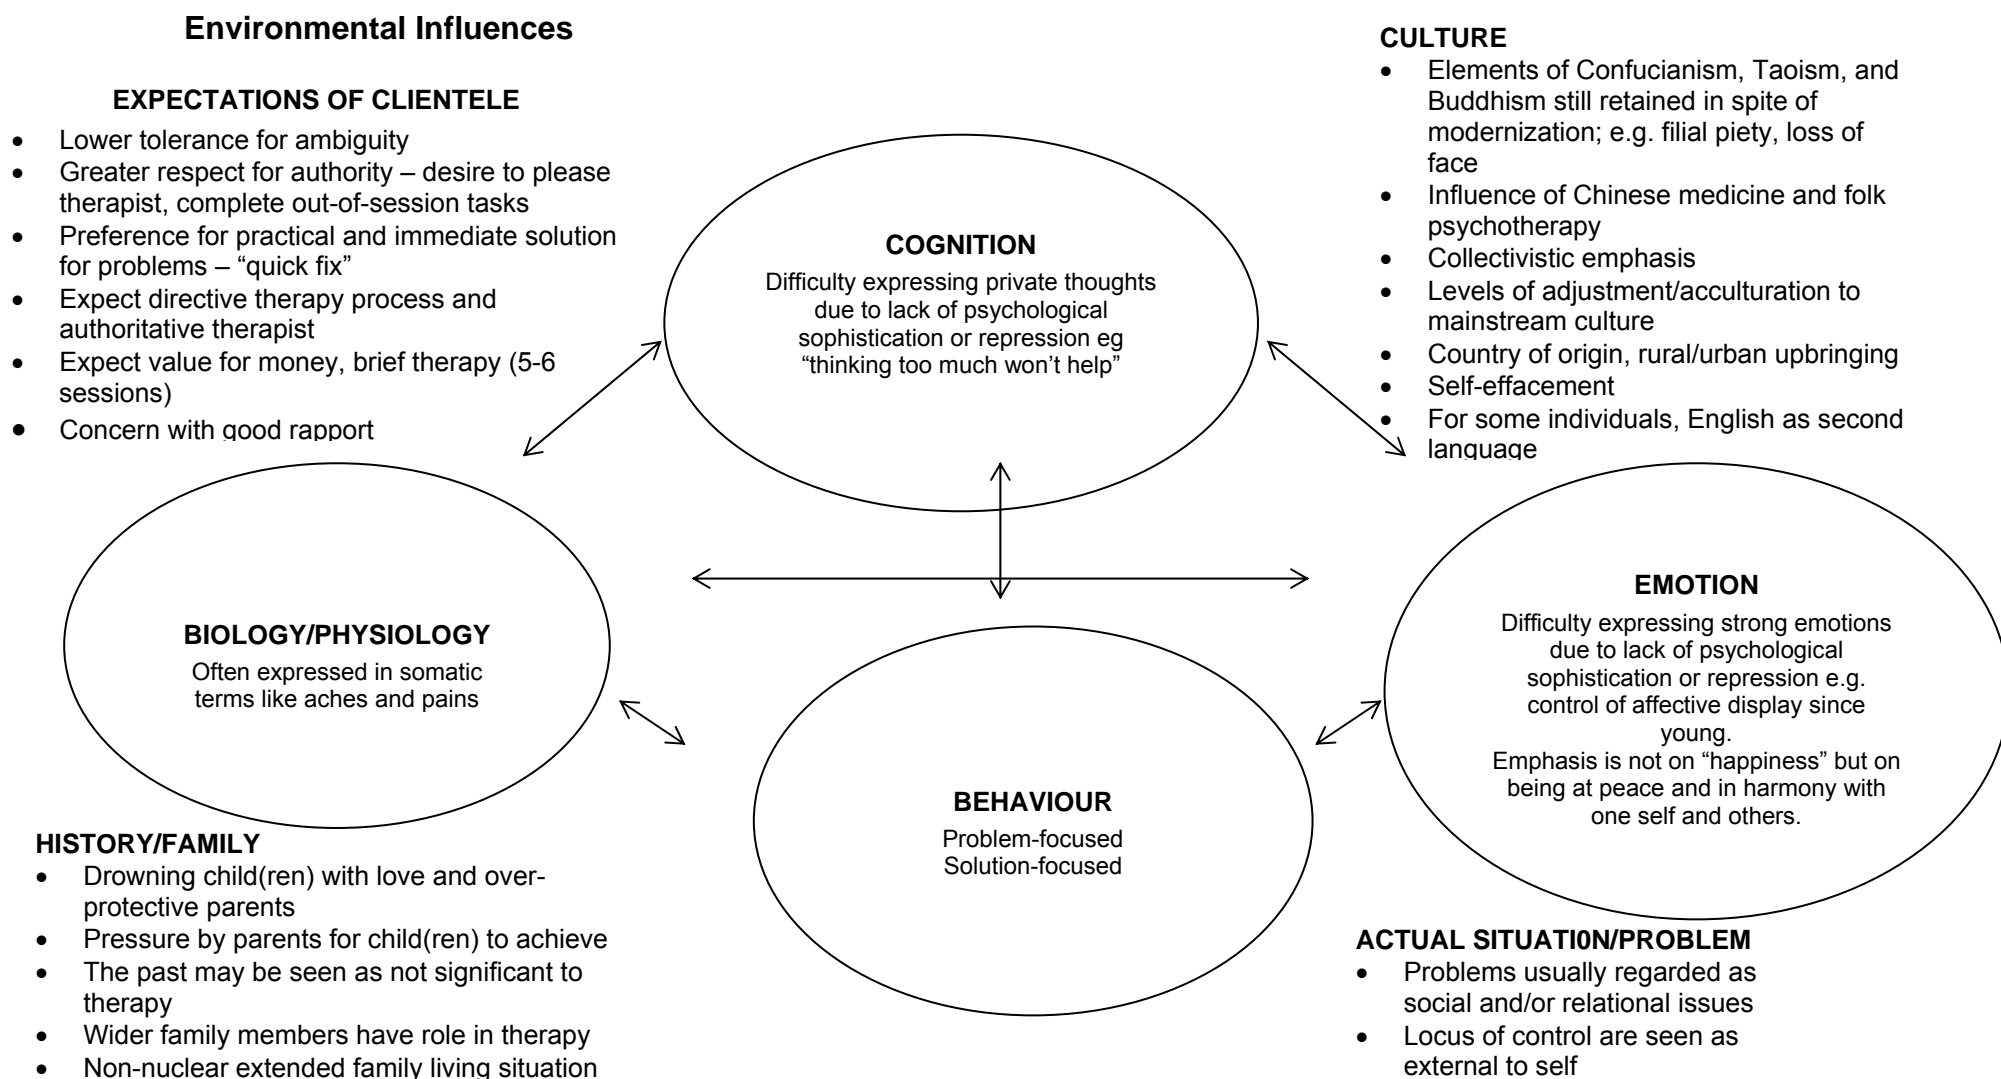 Environmental Influences
EXPECTATIONS OF CLIENTELE
• Lower tolerance for ambiguity
• Greater respect for authority – desire to please
therapist, complete out-of-session tasks
• Preference for practical and immediate solution
for problems – “quick fix”
• Expect directive therapy process and
authoritative therapist
• Expect value for money, brief therapy (5-6
sessions)
• Concern with good rapport
CULTURE
• Elements of Confucianism, Taoism, and
Buddhism still retained in spite of
modernization; e.g. filial piety, loss of
face
• Influence of Chinese medicine and folk
psychotherapy
• Collectivistic emphasis
• Levels of adjustment/acculturation to
mainstream culture
• Country of origin, rural/urban upbringing
• Self-effacement
• For some individuals, English as second
language
COGNITION
Difficulty expressing private thoughts
due to lack of psychological
sophistication or repression eg
“thinking too much won’t help”
BIOLOGY/PHYSIOLOGY
Often expressed in somatic
terms like aches and pains
EMOTION
Difficulty expressing strong emotions
due to lack of psychological
sophistication or repression e.g.
control of affective display since
young.
Emphasis is not on “happiness” but on
being at peace and in harmony with
one self and others.
BEHAVIOUR
Problem-focused
Solution-focused
HISTORY/FAMILY
• Drowning child(ren) with love and over-
protective parents
• Pressure by parents for child(ren) to achieve
• The past may be seen as not significant to
therapy
• Wider family members have role in therapy
• Non-nuclear extended family living situation
ACTUAL SITUATI0N/PROBLEM
• Problems usually regarded as
social and/or relational issues
• Locus of control are seen as
external to self